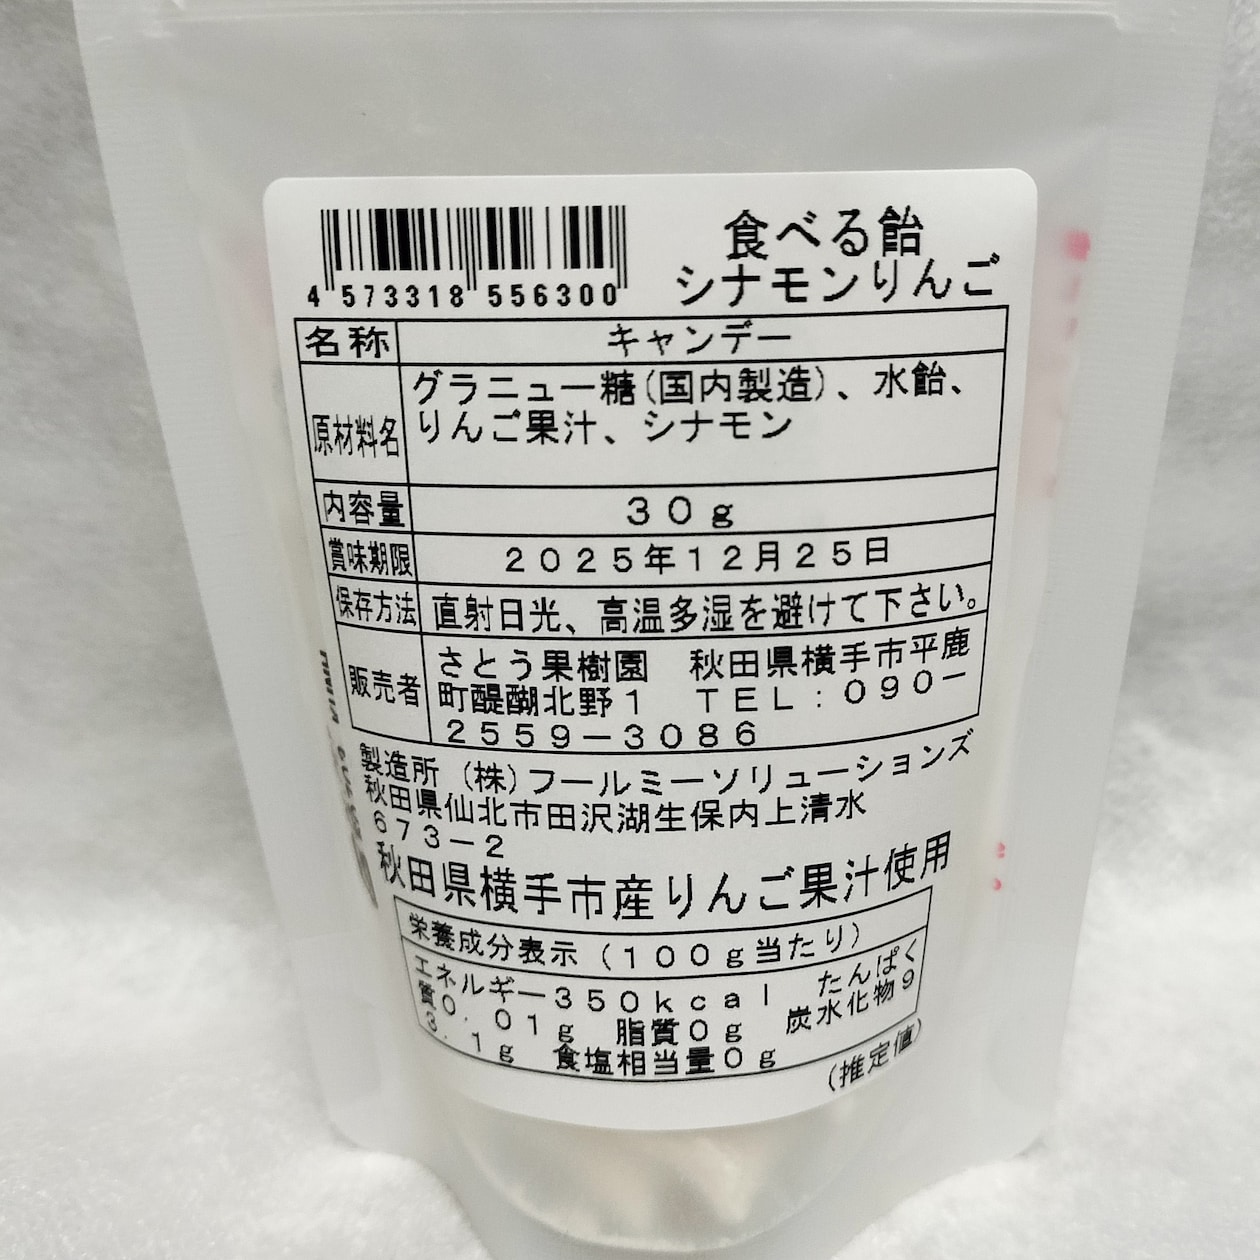 4 573318 556300
食べる飴
シナモンりんご
名称 キャンデー
原材料名 グラニュー糖(国内製造)、水飴、
りんご果汁、シナモン
内容量 30g
賞味期限 2025年12月25日
保存方法 直射日光、高温多湿を避けて下さい。
販売者 さとう果樹園 秋田県横手市平鹿
町醍醐北野1 TEL:090-
2559-3086
製造所 (株)フールミーソリューションズ
秋田県仙北市田沢湖生保内上清水
673-2
秋田県横手市産りんご果汁使用
栄養成分表示(100g当たり)
エネルギー350kcal たんぱく
質0.01g 脂質0g 炭水化物9
3.1g 食塩相当量0g
(推定値)